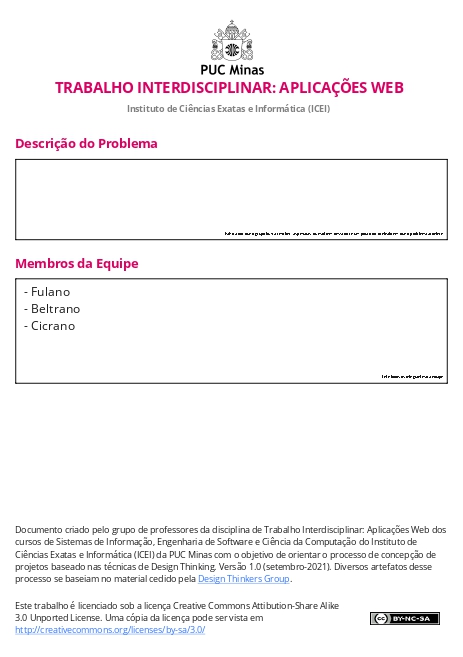 PUC Minas
TRABALHO INTERDISCIPLINAR: APLICAÇÕES WEB
Instituto de Ciências Exatas e Informática (ICEI)
Descrição do Problema
Membros da Equipe
- Fulano
- Beltrano
- Cicrano
Documento criado pelo grupo de professores da disciplina de Trabalho Interdisciplinar: Aplicações Web dos
cursos de Sistemas de Informação, Engenharia de Software e Ciência da Computação do Instituto de
Ciências Exatas e Informática (ICEI) da PUC Minas com o objetivo de orientar o processo de concepção de
projetos baseado nas técnicas de Design Thinking. Versão 1.0 (setembro-2021). Diversos artefatos desse
processo se baseiam no material cedido pela Design Thinkers Group.
Este trabalho é licenciado sob a licença Creative Commons Attibution-Share Alike
3.0 Unported License. Uma cópia da licença pode ser vista em
http://creativecommons.org/licenses/by-sa/3.0/
cc BY-NC-SA